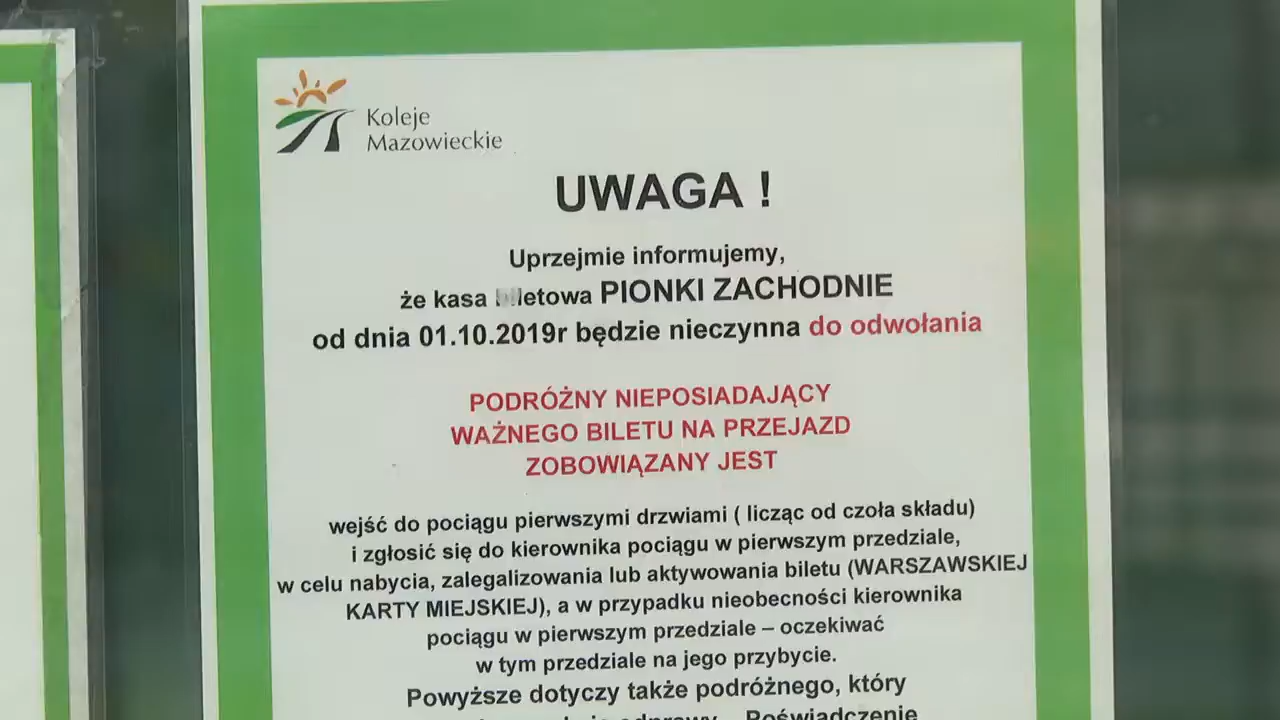 Koleje
Mazowieckie
UWAGA !
Uprzejmie informujemy,
że kasa biletowa PIONKI ZACHODNIE
od dnia 01.10.2019r będzie nieczynna do odwołania
PODRÓŻNY NIEPOSIADAJĄCY
WAŻNEGO BILETU NA PRZEJAZD
ZOBOWIĄZANY JEST
wejść do pociągu pierwszymi drzwiami ( licząc od czoła składu)
i zgłosić się do kierownika pociągu w pierwszym przedziale,
w celu nabycia, zalegalizowania lub aktywowania biletu (WARSZAWSKIEJ
KARTY MIEJSKIEJ), a w przypadku nieobecności kierownika
pociągu w pierwszym przedziale – oczekiwać
w tym przedziale na jego przybycie.
Powyższe dotyczy także podróżnego, który
odprawy – Poświadczenie